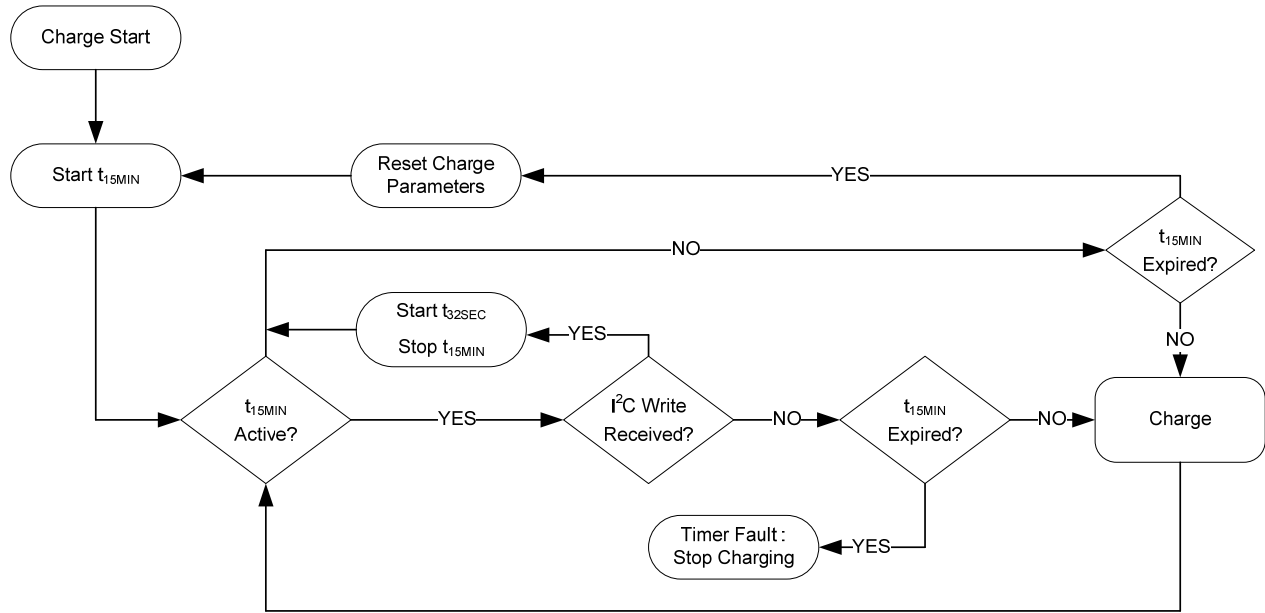 Charge Start
Start t15MIN
Reset Charge
Parameters
YES
t15MIN
Expired?
NO
Start t32SEC
Stop t15MIN
YES
NO
t15MIN
Active?
YES
I²C Write
Received?
NO
t15MIN
Expired?
NO
Charge
Timer Fault :
Stop Charging
YES